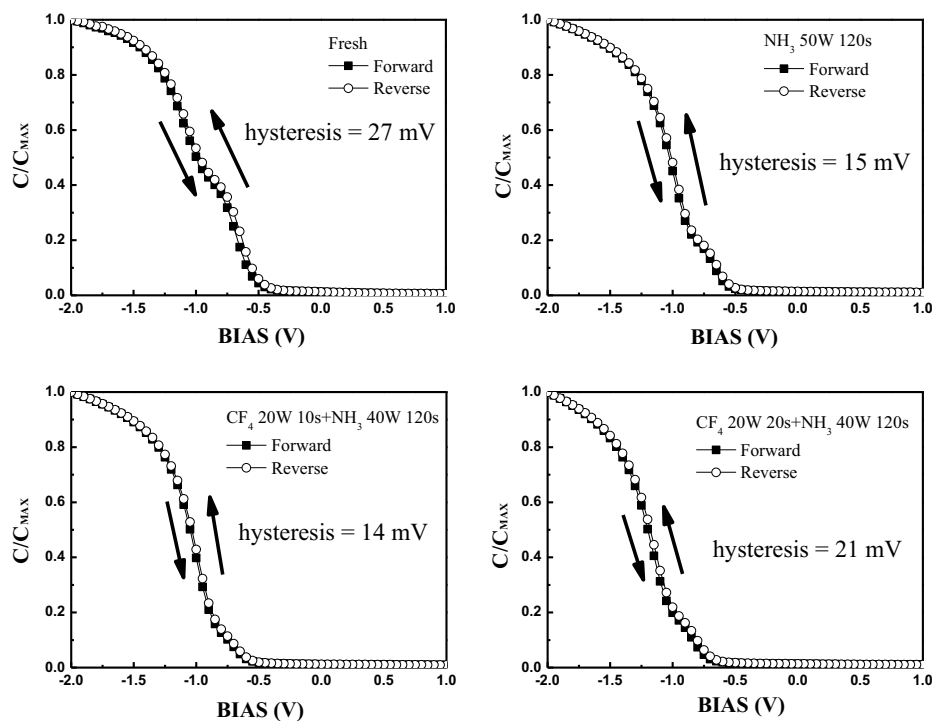 1.0
0.8
0.6
0.4
0.2
0.0
C/CMAX
Fresh
Forward
Reverse
hysteresis = 27 mV
-2.0 -1.5 -1.0 -0.5 0.0 0.5 1.0
BIAS (V)
1.0
0.8
0.6
0.4
0.2
0.0
C/CMAX
NH3 50W 120s
Forward
Reverse
hysteresis = 15 mV
-2.0 -1.5 -1.0 -0.5 0.0 0.5 1.0
BIAS (V)
1.0
0.8
0.6
0.4
0.2
0.0
C/CMAX
CF4 20W 10s+NH3 40W 120s
Forward
Reverse
hysteresis = 14 mV
-2.0 -1.5 -1.0 -0.5 0.0 0.5 1.0
BIAS (V)
1.0
0.8
0.6
0.4
0.2
0.0
C/CMAX
CF4 20W 20s+NH3 40W 120s
Forward
Reverse
hysteresis = 21 mV
-2.0 -1.5 -1.0 -0.5 0.0 0.5 1.0
BIAS (V)